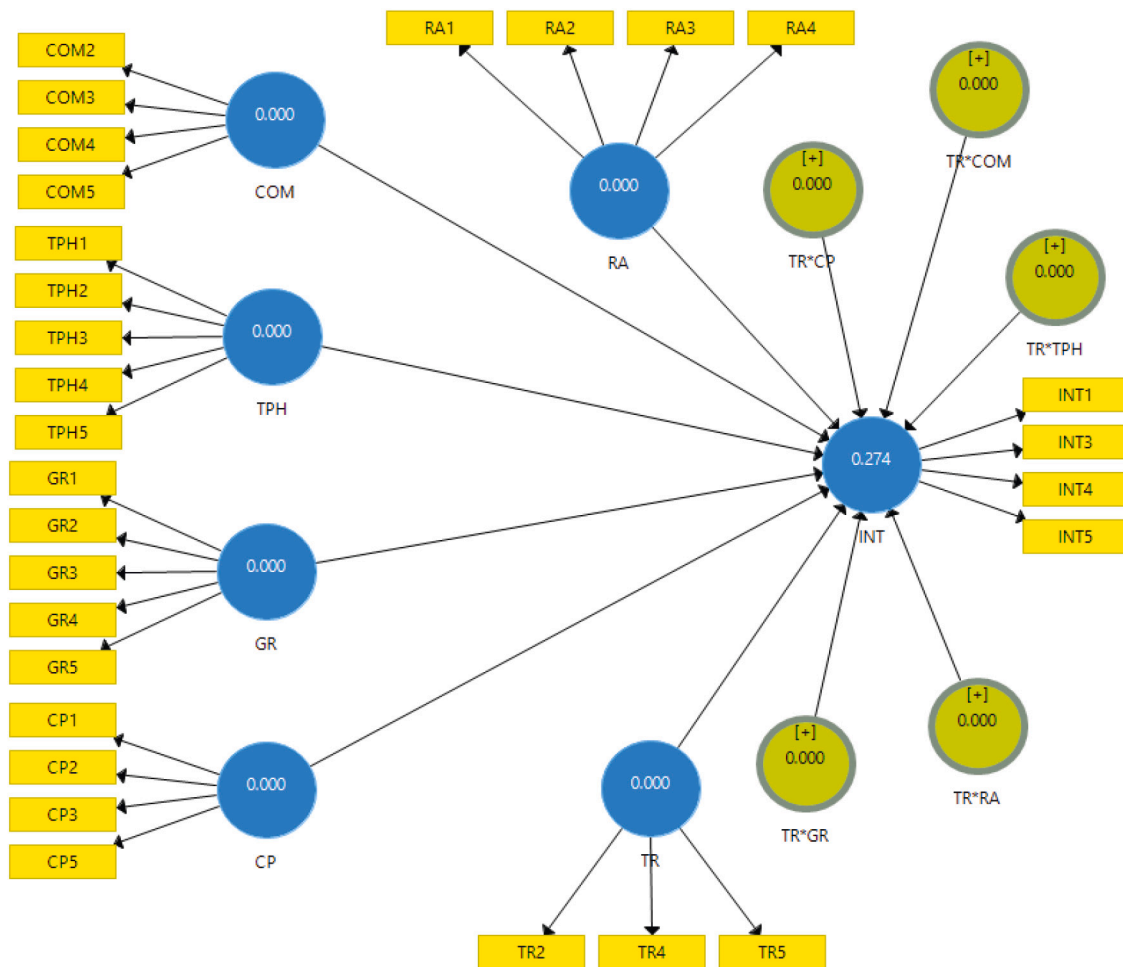 RA1
RA2
RA3
RA4
COM2
COM3
COM4
COM5
0.000
COM
0.000
RA
[+]
0.000
TR*CP
[+]
0.000
TR*COM
[+]
0.000
TR*TPH
TPH1
TPH2
TPH3
TPH4
TPH5
0.000
TPH
0.274
INT
INT1
INT3
INT4
INT5
GR1
GR2
GR3
GR4
GR5
0.000
GR
CP1
CP2
CP3
CP5
0.000
CP
0.000
TR
[+]
0.000
TR*GR
[+]
0.000
TR*RA
TR2
TR4
TR5